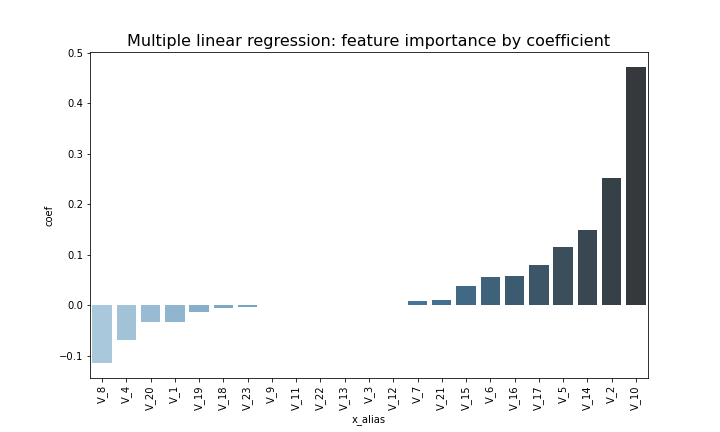 Multiple linear regression: feature importance by coefficient
0.5
0.4
0.3
0.2
0.1
0.0
−0.1
coef
V_8
V_4
V_20
V_1
V_19
V_18
V_23
V_9
V_11
V_22
V_13
V_3
V_12
V_7
V_21
V_15
V_6
V_16
V_17
V_5
V_14
V_2
V_10
x_alias